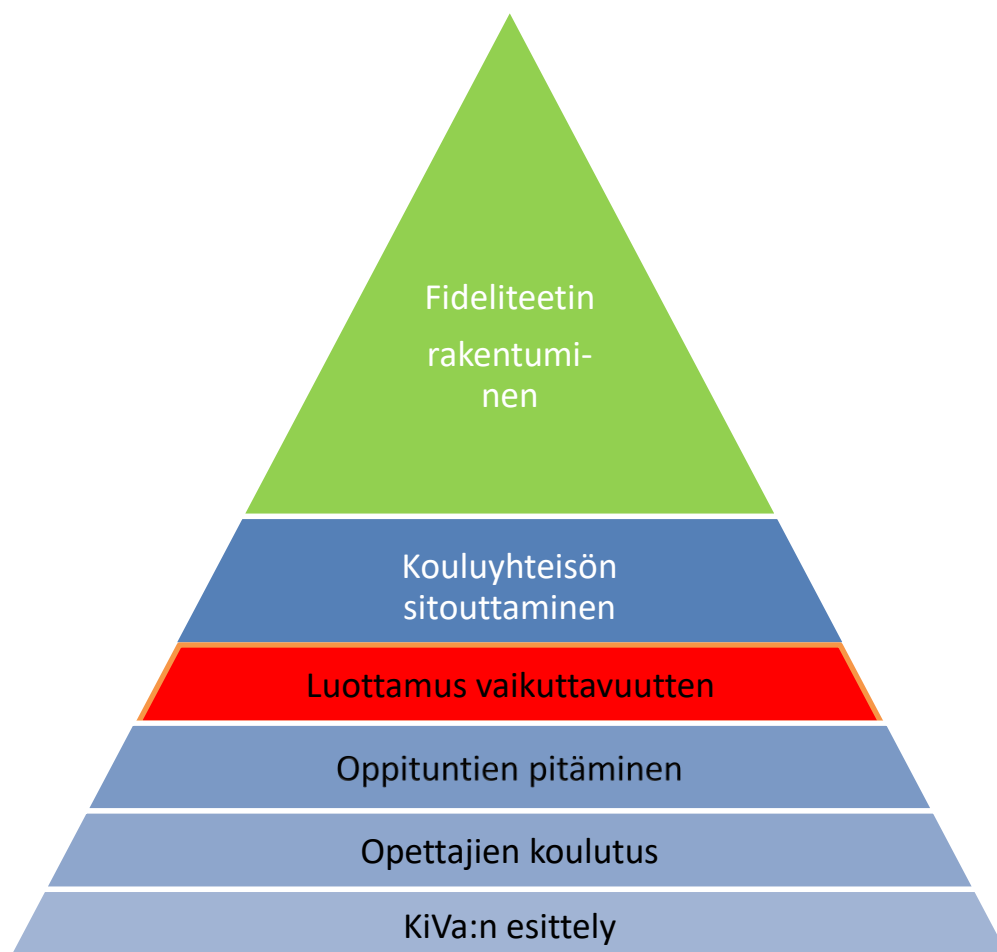 Fideliteetin
rakentumi-
nen
Kouluyhteisön
sitouttaminen
Luottamus vaikuttavuutten
Oppituntien pitäminen
Opettajien koulutus
KiVa:n esittely